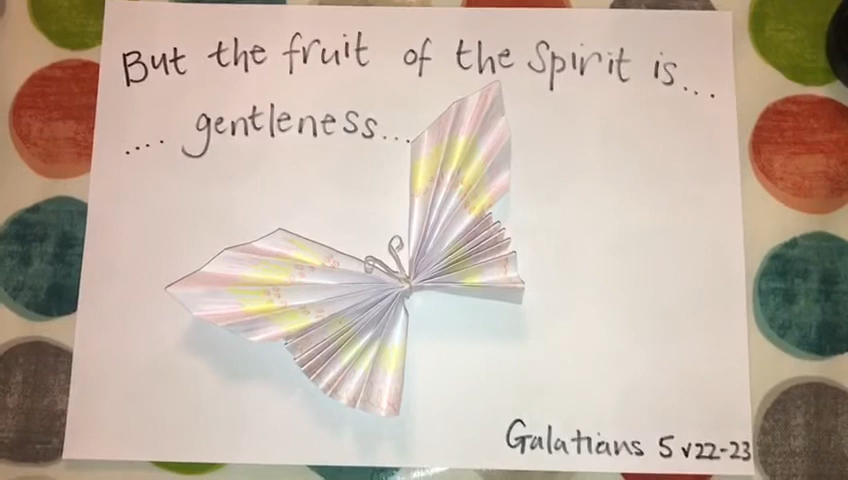 But the fruit of the Spirit is...
.... gentleness...
Galatians 5 v22-23